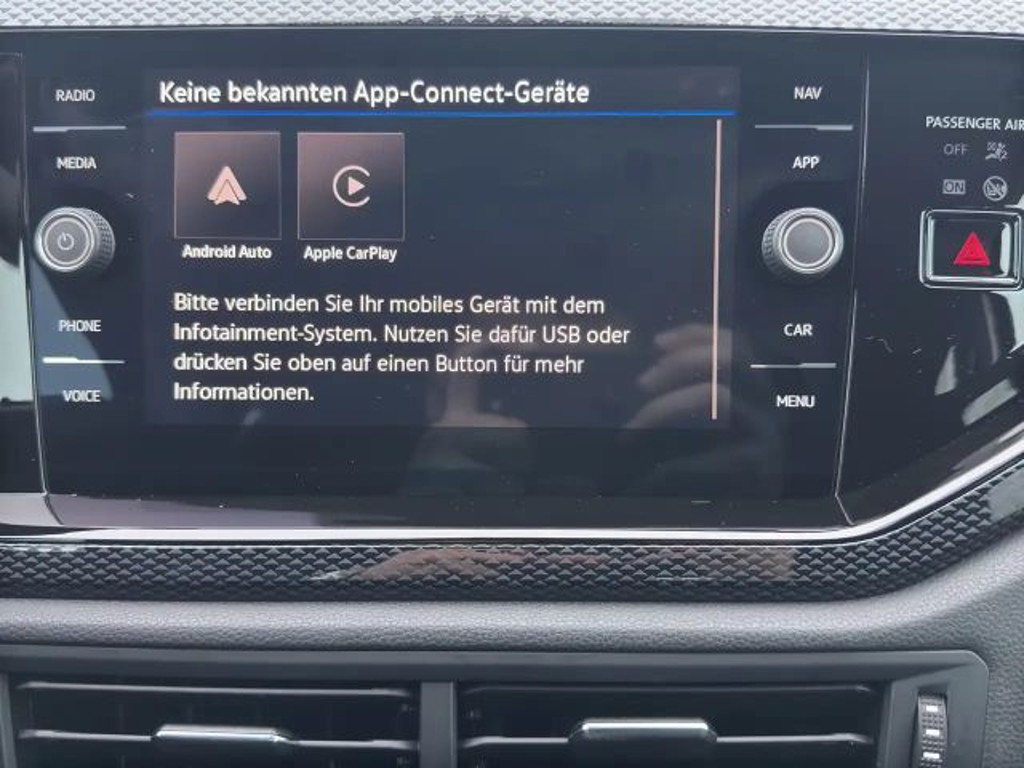 RADIO
MEDIA
PHONE
VOICE
Keine bekannten App-Connect-Geräte
Android Auto
Apple CarPlay
Bitte verbinden Sie Ihr mobiles Gerät mit dem
Infotainment-System. Nutzen Sie dafür USB oder
drücken Sie oben auf einen Button für mehr
Informationen.
NAV
APP
CAR
MENU
PASSENGER AIR
OFF
ON